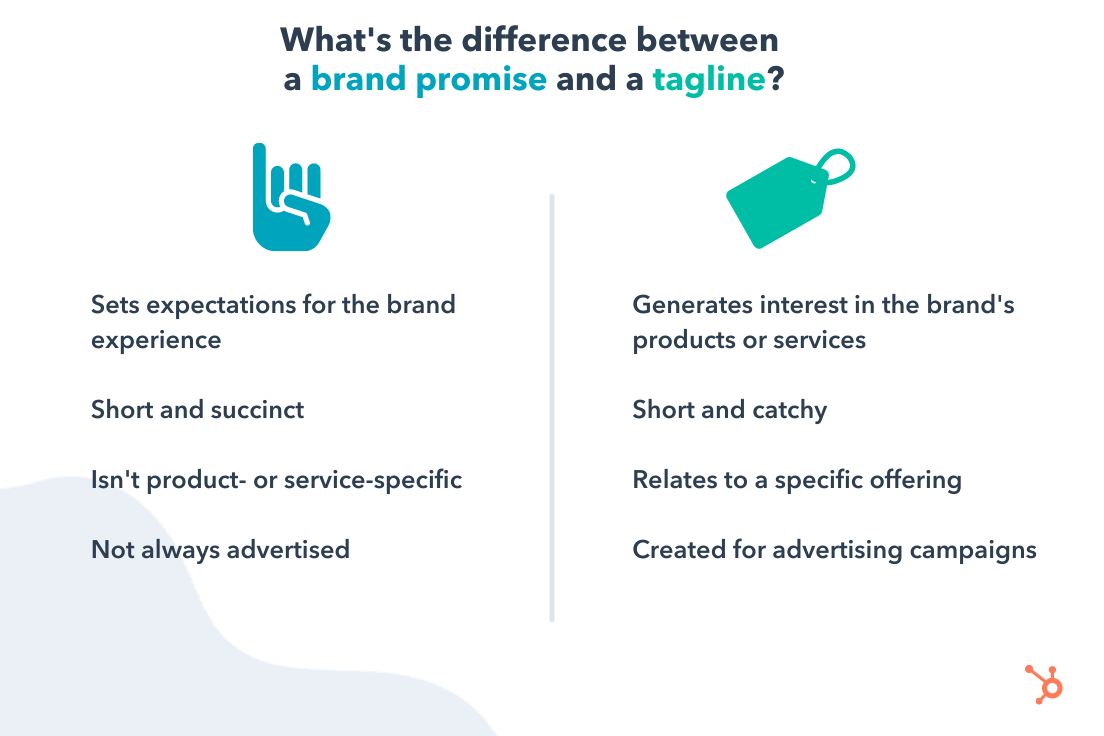 What's the difference between
a brand promise and a tagline?
Sets expectations for the brand
experience
Short and succinct
Isn't product- or service-specific
Not always advertised
Generates interest in the brand's
products or services
Short and catchy
Relates to a specific offering
Created for advertising campaigns